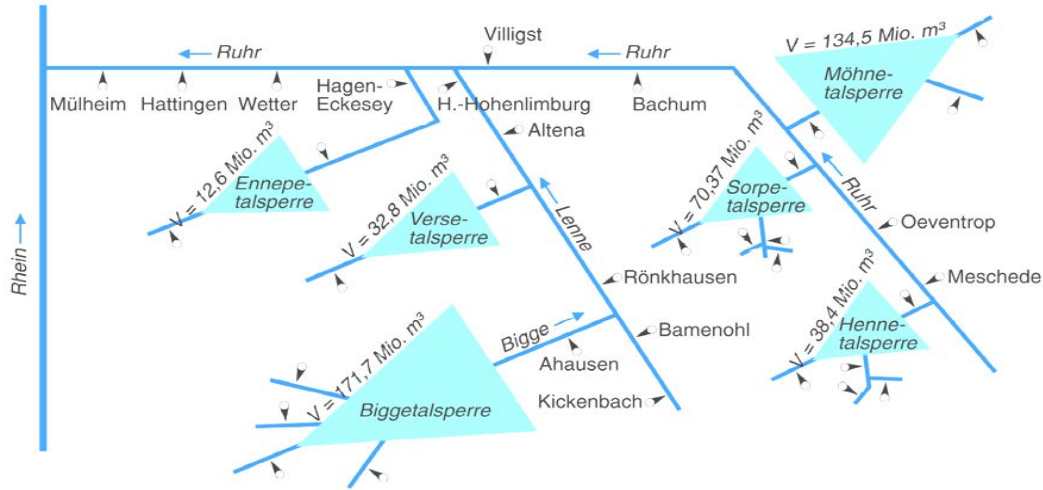 Villigst
Ruhr
Ruhr
V = 134,5 Mio. m³
Möhne-
talsperre
Mülheim
Hattingen
Wetter
Hagen-
Eckesey
H.-Hohenlimburg
Bachum
Altena
V = 12,6 Mio. m³
Ennepe-
talsperre
V = 32,8 Mio. m³
Verse-
talsperre
Lenne
V = 70,37 Mio. m³
Sorpe-
talsperre
Ruhr
Oeventrop
Rhein
Rönkhausen
Meschede
V = 38,4 Mio. m³
Henne-
talsperre
Bigge
Bamenohl
Ahausen
V = 171,7 Mio. m³
Biggetalsperre
Kickenbach